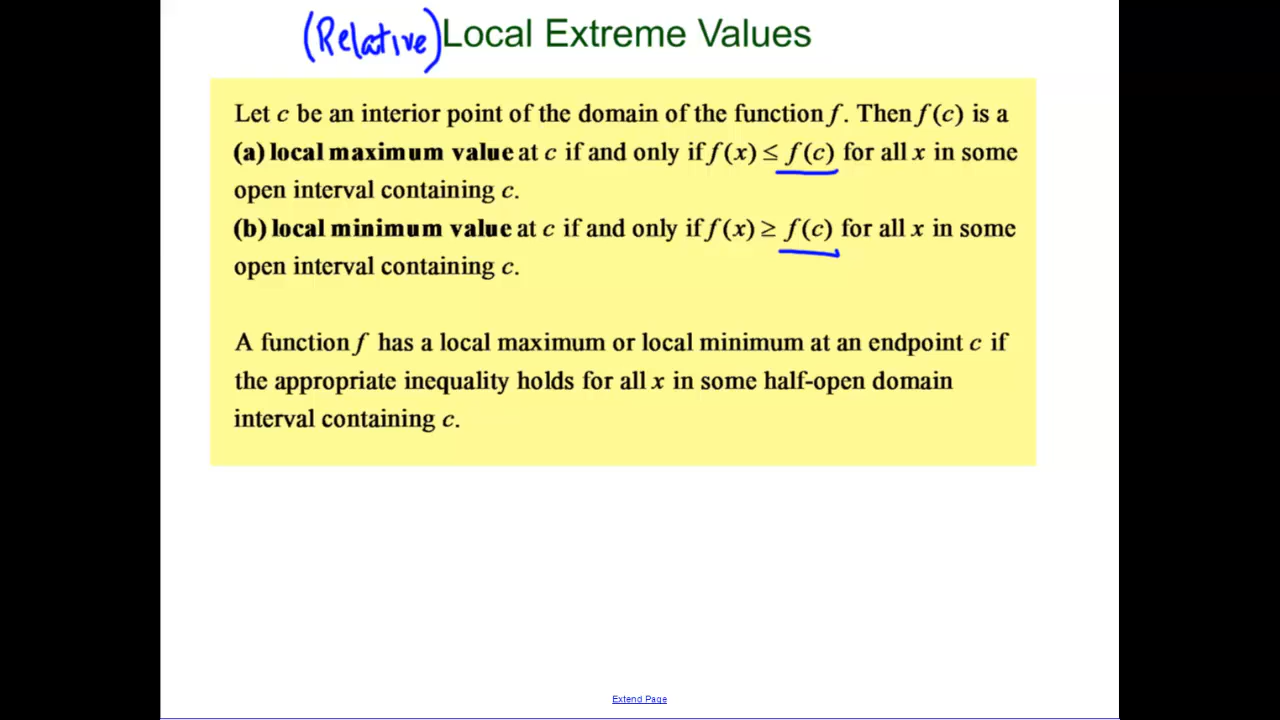 (Relative) Local Extreme Values
Let c be an interior point of the domain of the function f. Then f(c) is a
(a) local maximum value at c if and only if f(x) ≤ f(c) for all x in some
open interval containing c.
(b) local minimum value at c if and only if f(x) ≥ f(c) for all x in some
open interval containing c.
A function f has a local maximum or local minimum at an endpoint c if
the appropriate inequality holds for all x in some half-open domain
interval containing c.
Extend Page